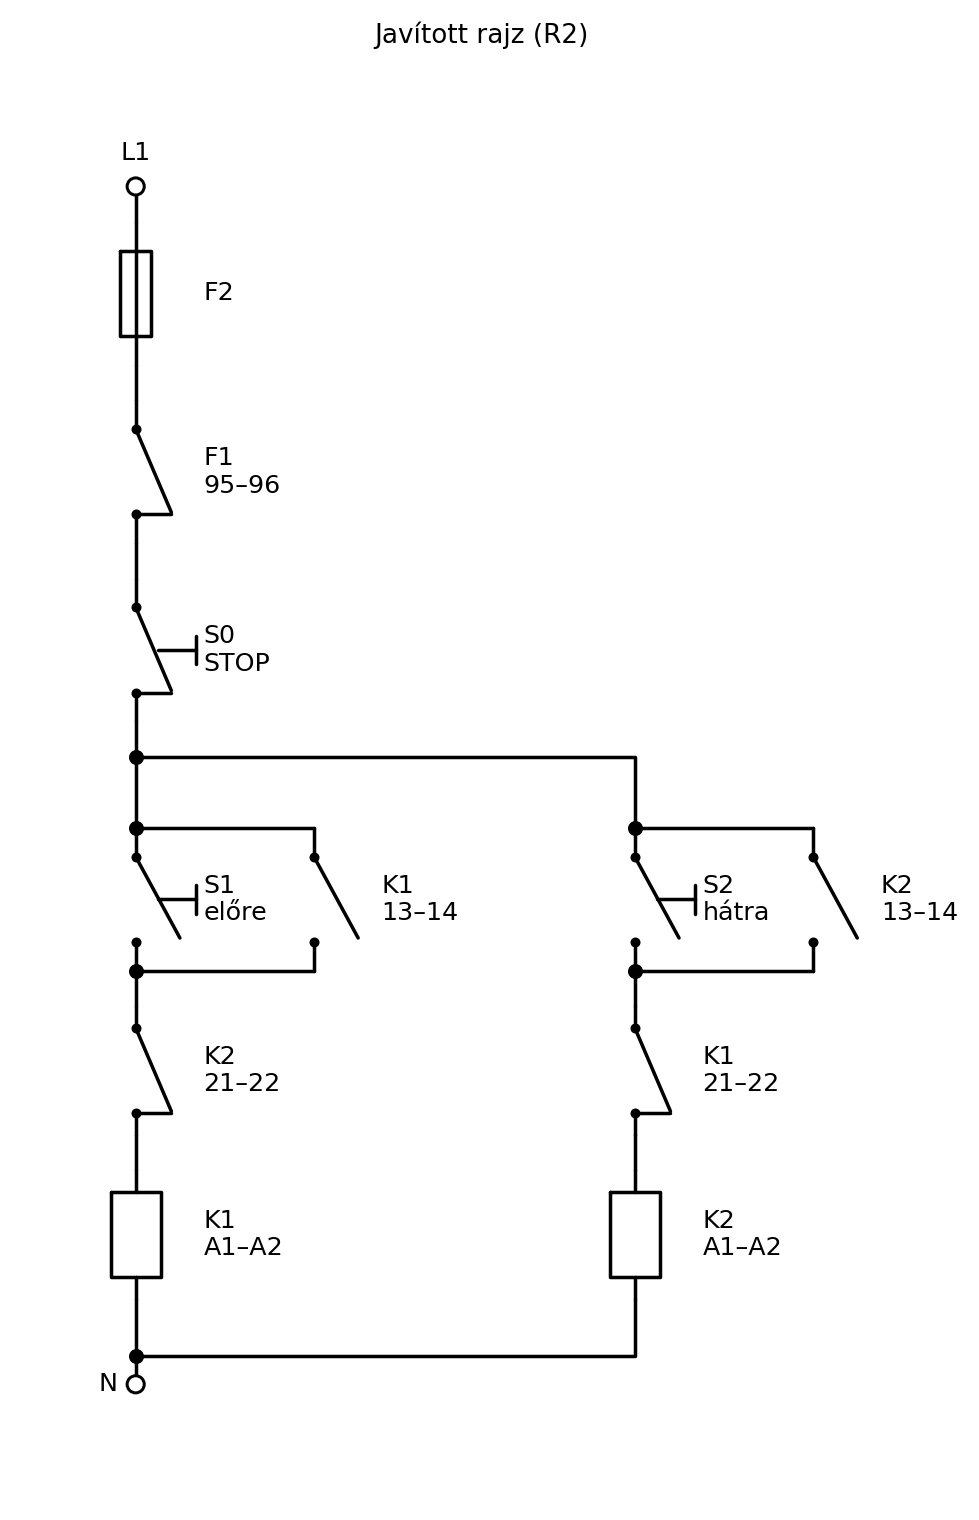 Javított rajz (R2)
L1
F2
F1
95–96
S0
STOP
S1
előre
K1
13–14
S2
hátra
K2
13–14
K2
21–22
K1
21–22
K1
A1–A2
K2
A1–A2
N